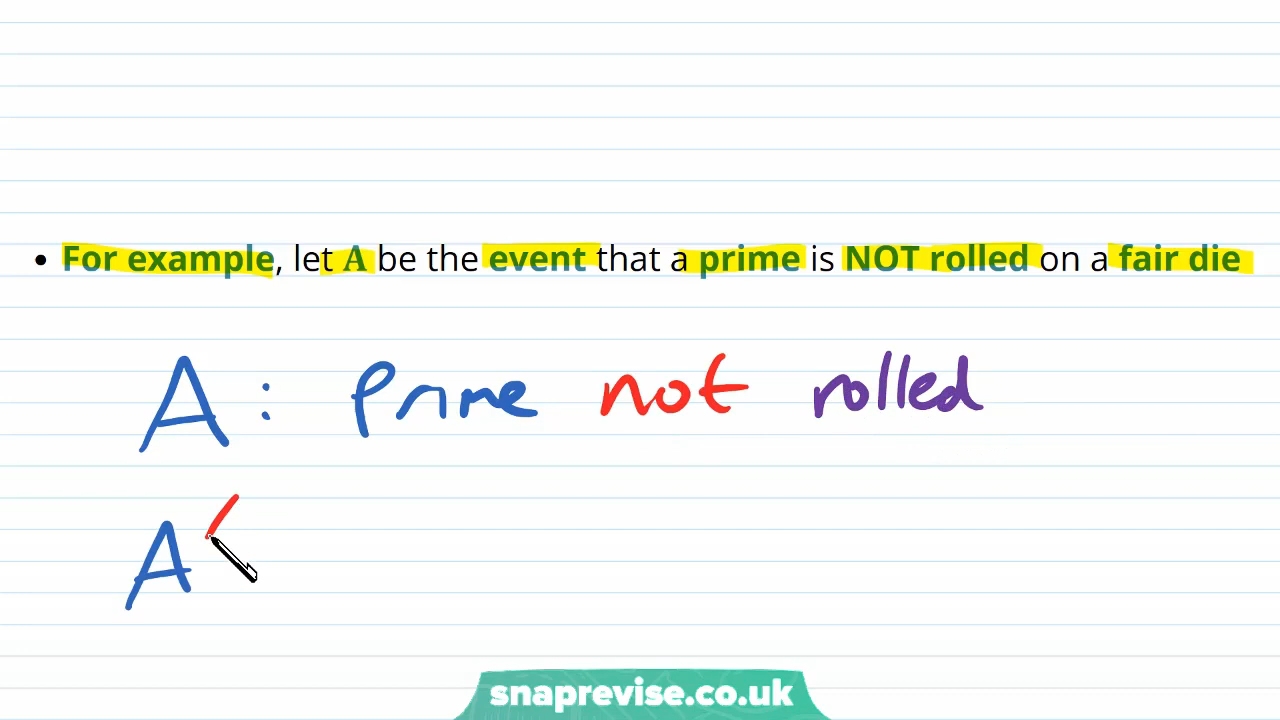 • For example, let A be the event that a prime is NOT rolled on a fair die
A: Prime not rolled
A'
snaprevise.co.uk